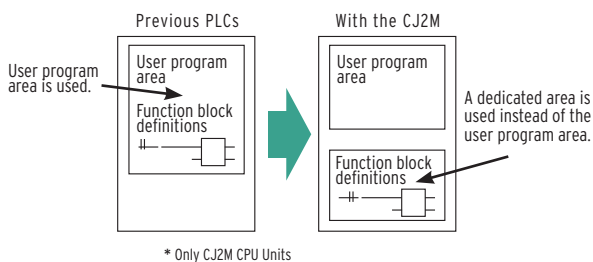 Previous PLCs
With the CJ2M
User program
area is used.
User program
area
Function block
definitions
User program
area
Function block
definitions
A dedicated area is
used instead of the
user program area.
* Only CJ2M CPU Units